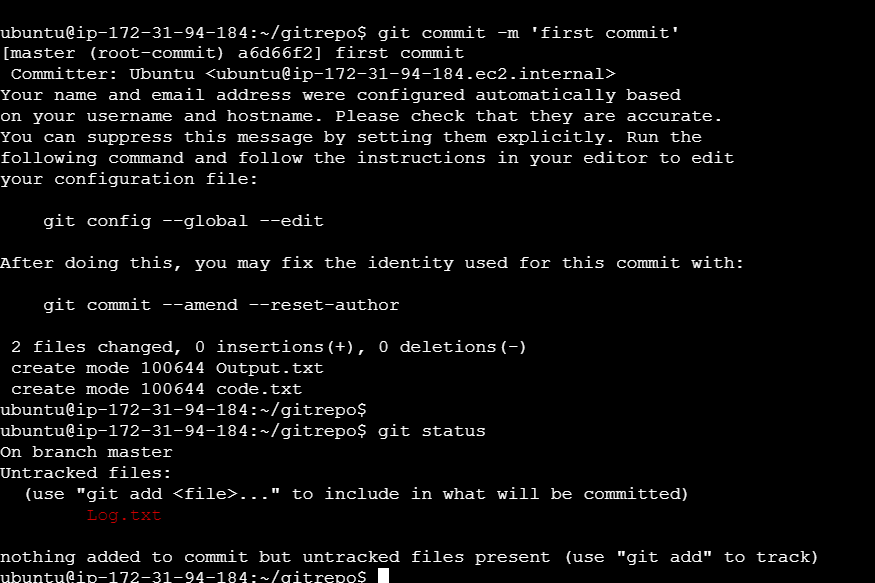 ubuntu@ip-172-31-94-184:~/gitrepo$ git commit -m 'first commit'
[master (root-commit) a6d66f2] first commit
 Committer: Ubuntu <ubuntu@ip-172-31-94-184.ec2.internal>
Your name and email address were configured automatically based
on your username and hostname. Please check that they are accurate.
You can suppress this message by setting them explicitly. Run the
following command and follow the instructions in your editor to edit
your configuration file:

    git config --global --edit

After doing this, you may fix the identity used for this commit with:

    git commit --amend --reset-author

 2 files changed, 0 insertions(+), 0 deletions(-)
 create mode 100644 Output.txt
 create mode 100644 code.txt
ubuntu@ip-172-31-94-184:~/gitrepo$
ubuntu@ip-172-31-94-184:~/gitrepo$ git status
On branch master
Untracked files:
  (use "git add <file>..." to include in what will be committed)
        Log.txt

nothing added to commit but untracked files present (use "git add" to track)
ubuntu@ip-172-31-94-184:~/gitrepo$